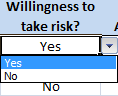 Willingness to
take risk?
Yes
Yes
No
No